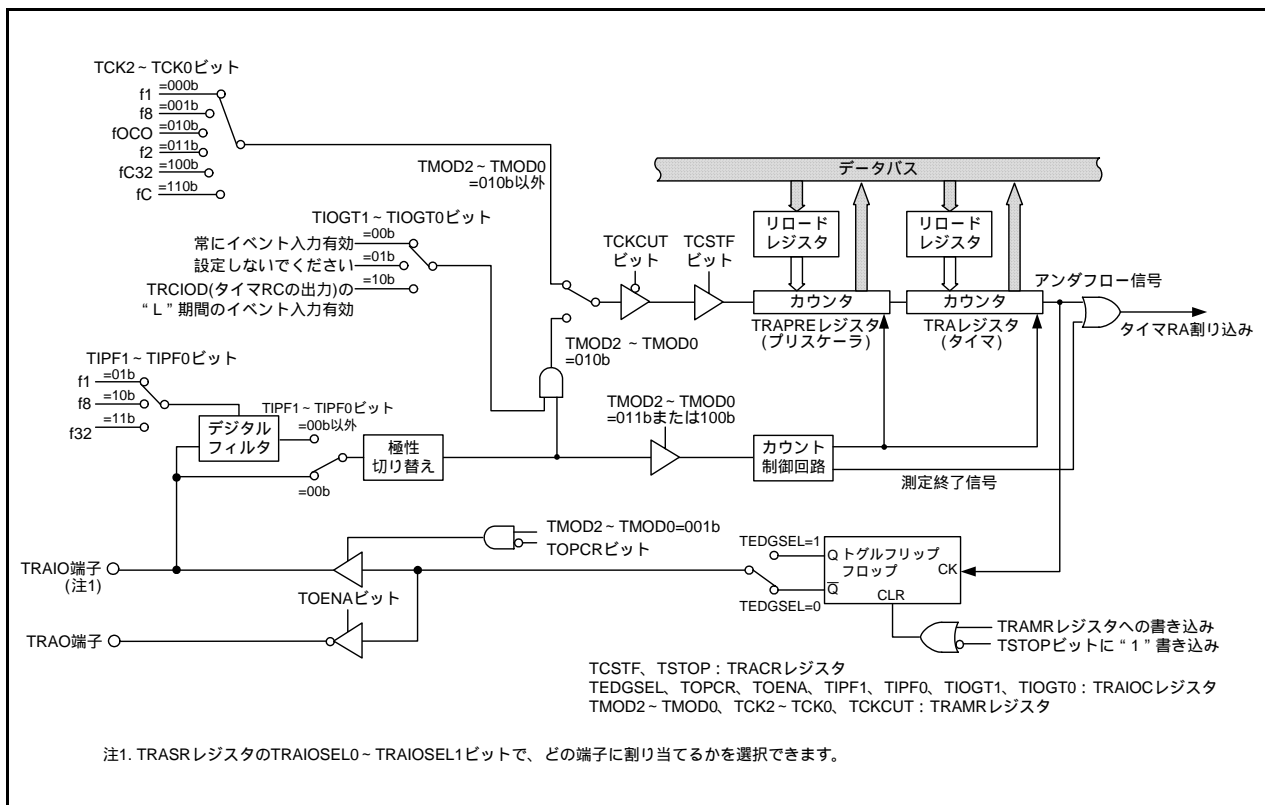 TCK2～TCK0ビット
f1 =000b
f8 =001b
fOCO =010b
f2 =011b
fC32 =100b
fC =110b
TMOD2～TMOD0
=010b以外
TIOGT1～TIOGT0ビット
常にイベント入力有効 =00b
設定しないでください =01b
TRCIOD(タイマRCの出力)の =10b
“L”期間のイベント入力有効
TIPF1～TIPF0ビット
f1 =01b
f8 =10b
f32 =11b
デジタル
フィルタ
TIPF1～TIPF0ビット
=00b以外
=00b
極性
切り替え
TMOD2～TMOD0
=010b
TCKCUT
ビット
TCSTF
ビット
データバス
リロード
レジスタ
リロード
レジスタ
カウンタ
TRAPREレジスタ
(プリスケーラ)
カウンタ
TRAレジスタ
(タイマ)
アンダフロー信号
タイマRA割り込み
TMOD2～TMOD0
=011bまたは100b
カウント
制御回路
測定終了信号
TMOD2～TMOD0=001b
TOPCRビット
TRAIO端子
(注1)
TOENAビット
TRAO端子
TEDGSEL=1
TEDGSEL=0
Q トグルフリップ
フロップ
Q CK
CLR
TRAMRレジスタへの書き込み
TSTOPビットに“1”書き込み
TCSTF、TSTOP：TRACRレジスタ
TEDGSEL、TOPCR、TOENA、TIPF1、TIPF0、TIOGT1、TIOGT0：TRAIOCレジスタ
TMOD2～TMOD0、TCK2～TCK0、TCKCUT：TRAMRレジスタ
注1. TRASRレジスタのTRAIOSEL0～TRAIOSEL1ビットで、どの端子に割り当てるかを選択できます。